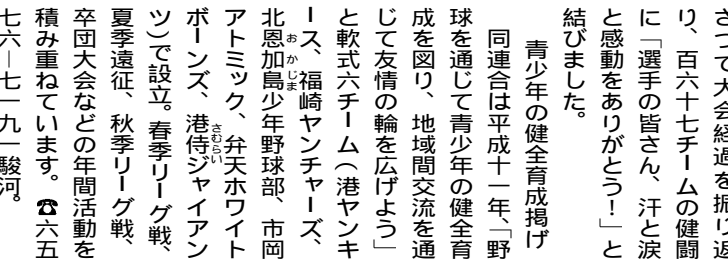 さつで大会経過を振り返
り、百六十七チームの健闘
に「選手の皆さん、汗と涙
と感動をありがとう！」と
結びました。
青少年の健全育成掲げ
同連合は平成十一年、「野
球を通じて青少年の健全育
成を図り、地域間交流を通
じて友情の輪を広げよう」
と軟式六チーム（港ヤンキ
ース、福崎ヤンチャーズ、
北恩加島少年野球部、市岡
アトミック、弁天ホワイト
ボーンズ、港侍ジャイアン
ツ）で設立。春季リーグ戦、
夏季遠征、秋季リーグ戦、
卒団大会などの年間活動を
積み重ねています。☎六五
七六―七一九一駿河。